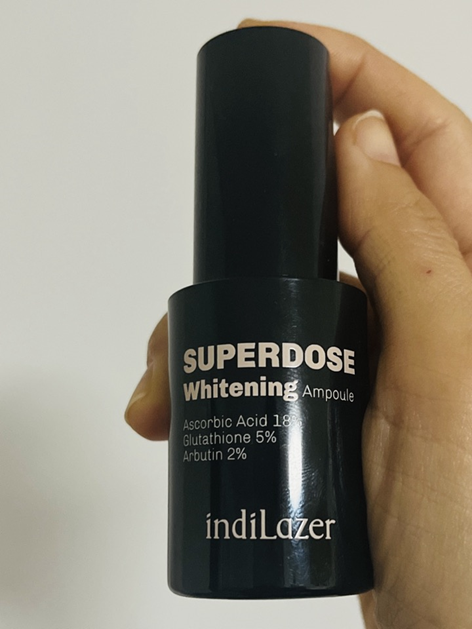 SUPERDOSE
Whitening Ampoule
Ascorbic Acid 18%
Glutathione 5%
Arbutin 2%
indiLazer